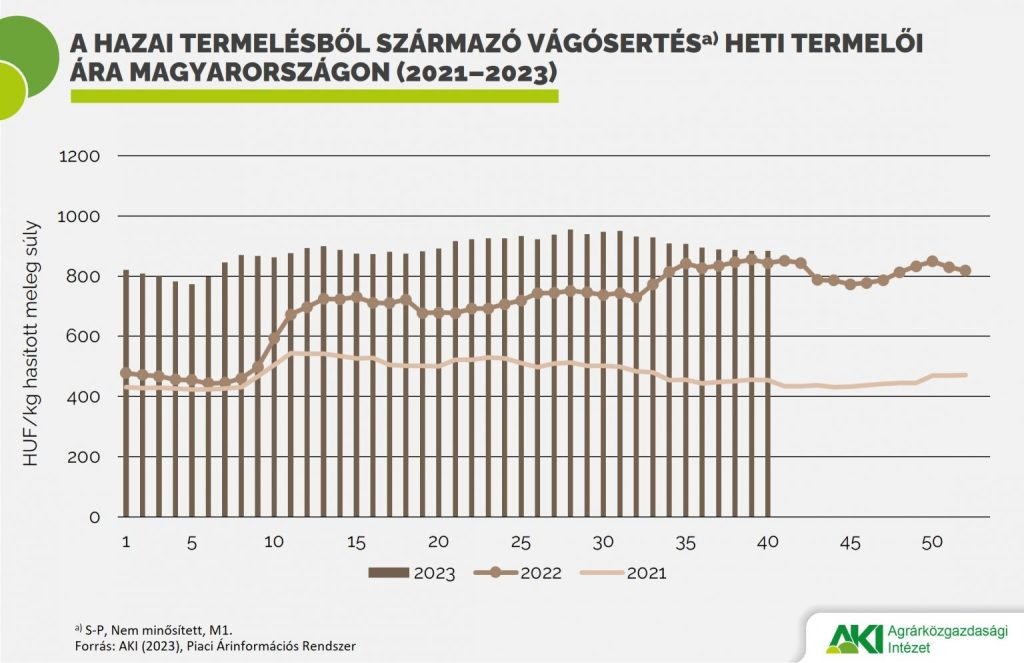 A HAZAI TERMELÉSBŐL SZÁRMAZÓ VÁGÓSERTÉSa) HETI TERMELŐI
ÁRA MAGYARORSZÁGON (2021–2023)
HUF/kg hasított meleg súly
1200
1000
800
600
400
200
0
1 5 10 15 20 25 30 35 40 45 50
2023 2022 2021
a) S-P, Nem minősített, M1.
Forrás: AKI (2023), Piaci Árinformációs Rendszer
AKI Agrárközgazdasági
Intézet